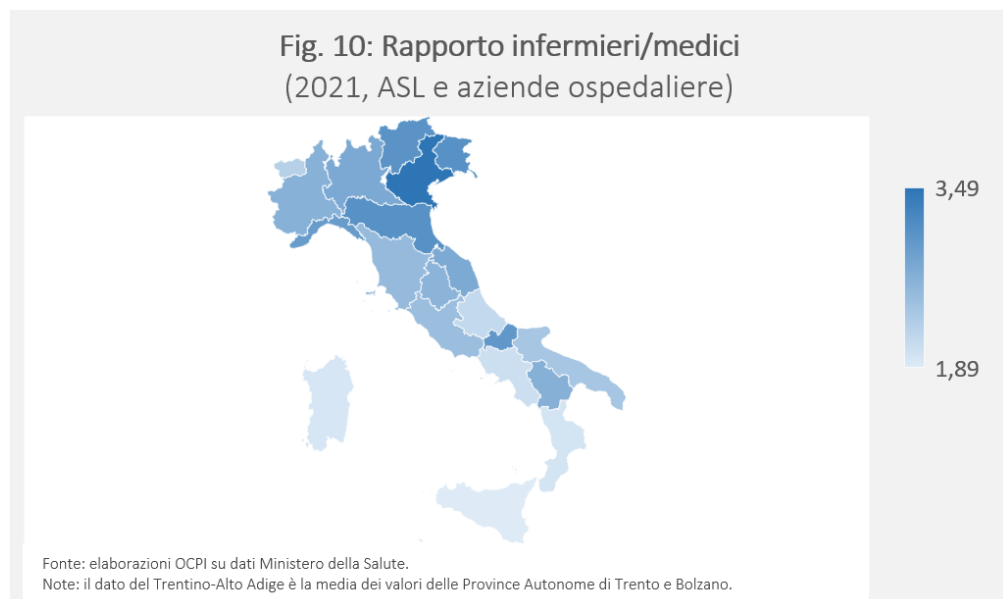 Fig. 10: Rapporto infermieri/medici
(2021, ASL e aziende ospedaliere)
3,49
1,89
Fonte: elaborazioni OCPI su dati Ministero della Salute.
Note: il dato del Trentino-Alto Adige è la media dei valori delle Province Autonome di Trento e Bolzano.